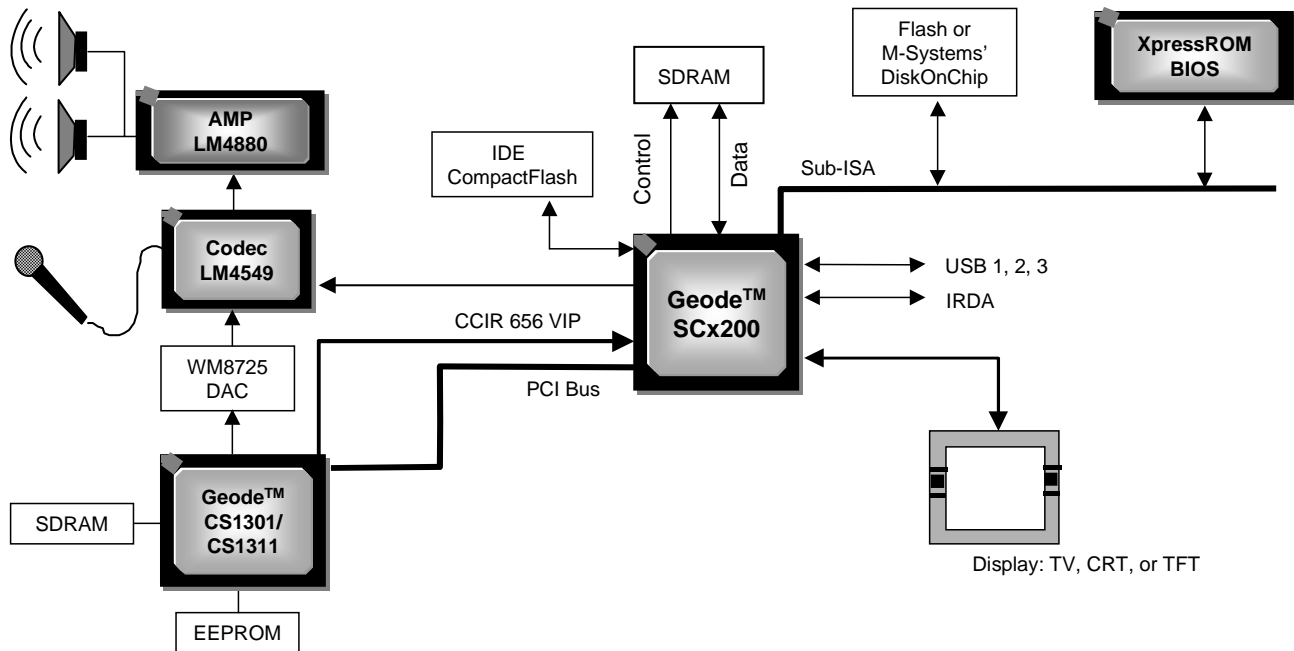 Flash or
M-Systems'
DiskOnChip
XpressROM
BIOS
SDRAM
AMP
LM4880
IDE
CompactFlash
Control
Data
Sub-ISA
Codec
LM4549
USB 1, 2, 3
IRDA
Geode™
SCx200
CCIR 656 VIP
WM8725
DAC
PCI Bus
Geode™
CS1301/
CS1311
SDRAM
Display: TV, CRT, or TFT
EEPROM